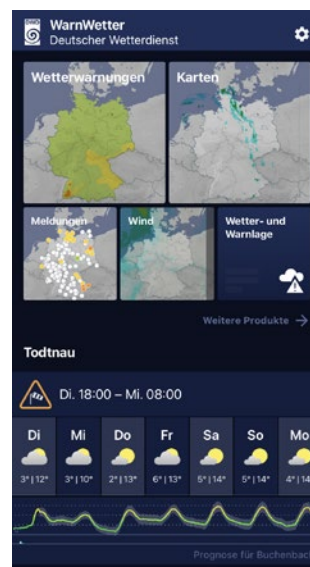 WarnWetter
Deutscher Wetterdienst
Wetterwarnungen
Karten
Meldungen
Wind
Wetter- und
Warnlage
Weitere Produkte →
Todtnau
Di. 18:00 – Mi. 08:00
Di Mi Do Fr Sa So Mo
3°|12° 3°|10° 2°|13° 6°|13° 5°|14° 5°|14° 4°|14
Prognose für Buchenbach